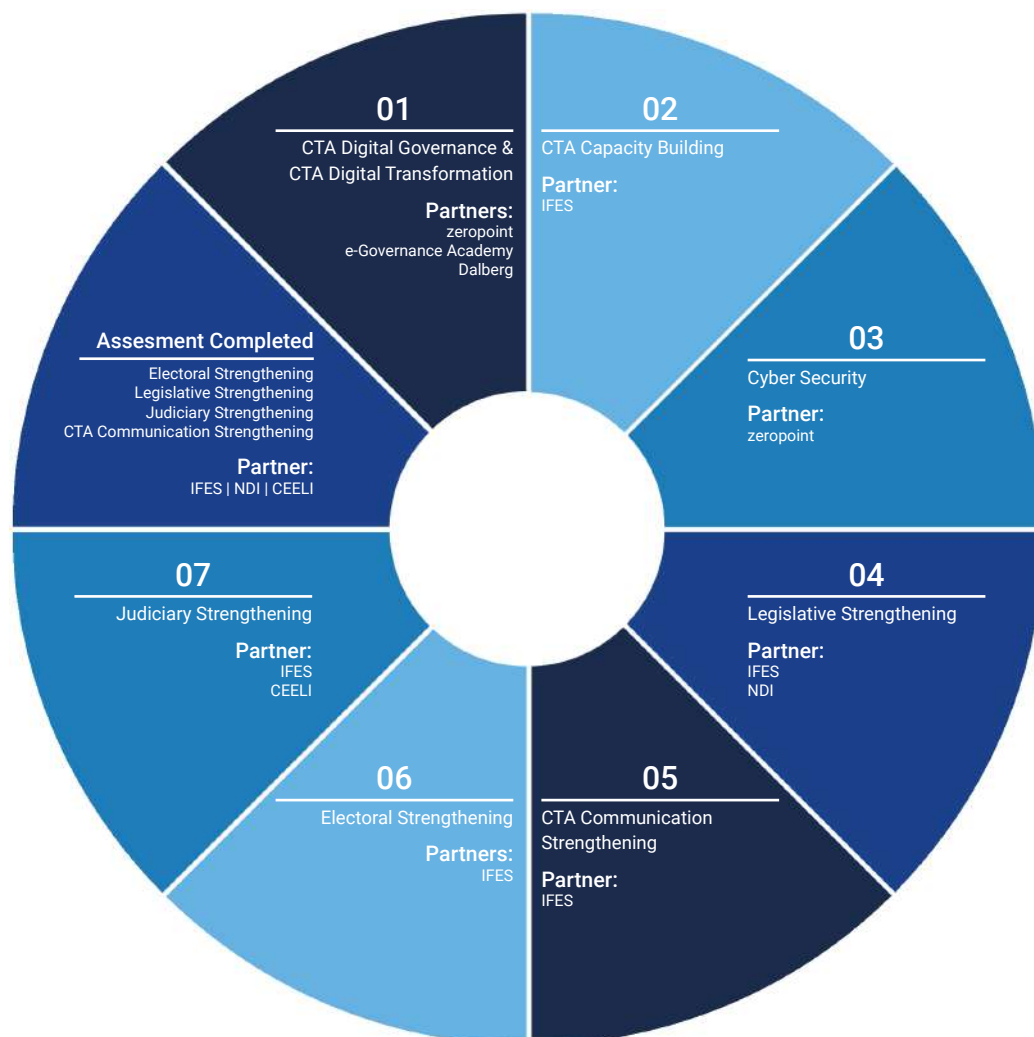 01
CTA Digital Governance &
CTA Digital Transformation
Partners:
zeropoint
e-Governance Academy
Dalberg
02
CTA Capacity Building
Partner:
IFES
03
Cyber Security
Partner:
zeropoint
04
Legislative Strengthening
Partner:
IFES
NDI
05
CTA Communication
Strengthening
Partner:
IFES
06
Electoral Strengthening
Partners:
IFES
07
Judiciary Strengthening
Partner:
IFES
CEELI
Assesment Completed
Electoral Strengthening
Legislative Strengthening
Judiciary Strengthening
CTA Communication Strengthening
Partner:
IFES | NDI | CEELI